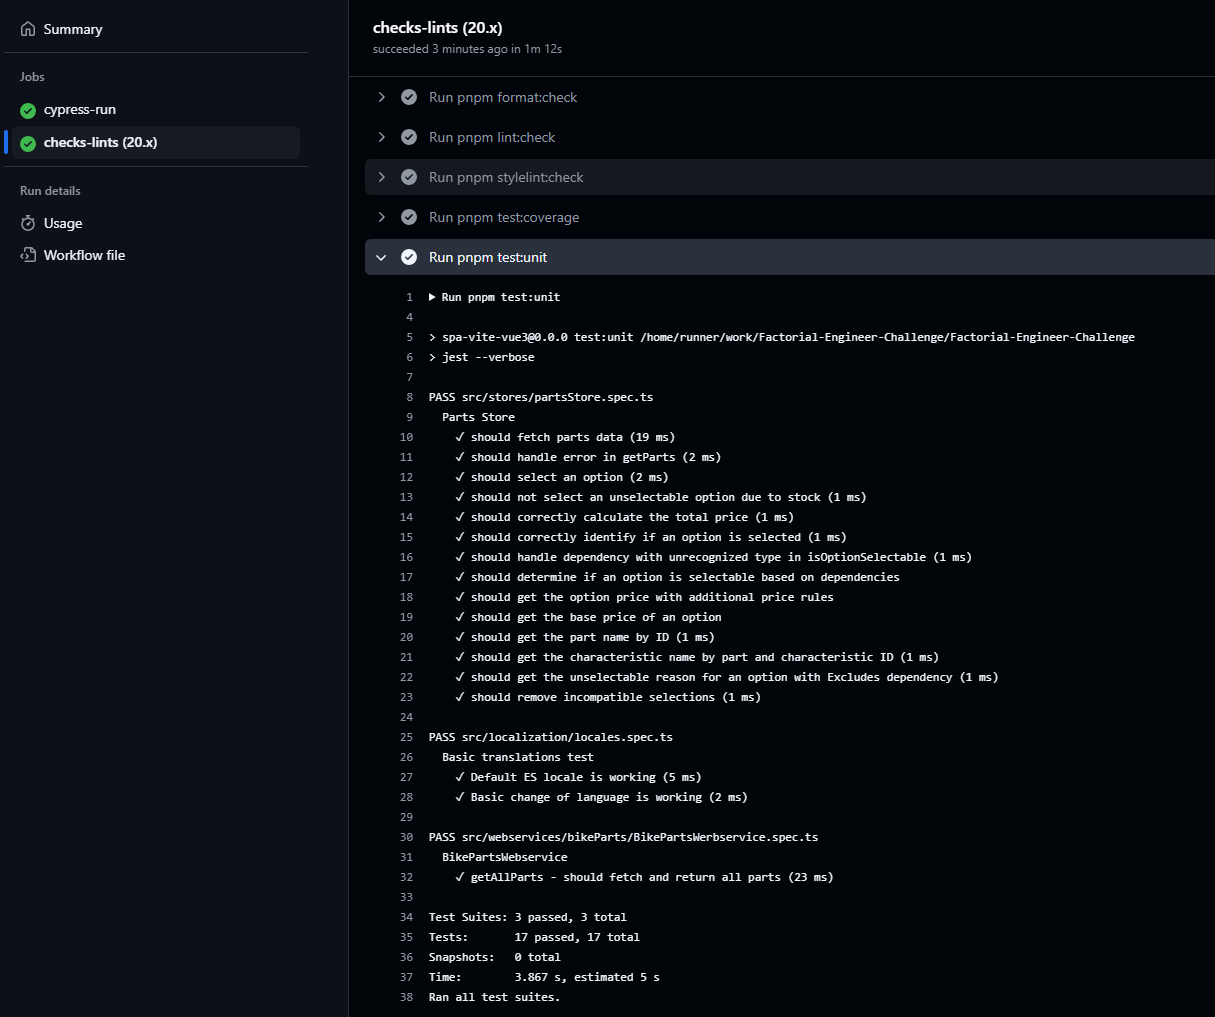 Summary
Jobs
cypress-run
checks-lints (20.x)
Run details
Usage
Workflow file
checks-lints (20.x)
succeeded 3 minutes ago in 1m 12s
Run pnpm format:check
Run pnpm lint:check
Run pnpm stylelint:check
Run pnpm test:coverage
Run pnpm test:unit
1 ▶ Run pnpm test:unit
4
5 > spa-vite-vue3@0.0.0 test:unit /home/runner/work/Factorial-Engineer-Challenge/Factorial-Engineer-Challenge
6 > jest --verbose
7
8 PASS src/stores/partsStore.spec.ts
9 Parts Store
10 ✓ should fetch parts data (19 ms)
11 ✓ should handle error in getParts (2 ms)
12 ✓ should select an option (2 ms)
13 ✓ should not select an unselectable option due to stock (1 ms)
14 ✓ should correctly calculate the total price (1 ms)
15 ✓ should correctly identify if an option is selected (1 ms)
16 ✓ should handle dependency with unrecognized type in isOptionSelectable (1 ms)
17 ✓ should determine if an option is selectable based on dependencies
18 ✓ should get the option price with additional price rules
19 ✓ should get the base price of an option
20 ✓ should get the part name by ID (1 ms)
21 ✓ should get the characteristic name by part and characteristic ID (1 ms)
22 ✓ should get the unselectable reason for an option with Excludes dependency (1 ms)
23 ✓ should remove incompatible selections (1 ms)
24
25 PASS src/localization/locales.spec.ts
26 Basic translations test
27 ✓ Default ES locale is working (5 ms)
28 ✓ Basic change of language is working (2 ms)
29
30 PASS src/webservices/bikeParts/BikePartsWerbservice.spec.ts
31 BikePartsWebservice
32 ✓ getAllParts - should fetch and return all parts (23 ms)
33
34 Test Suites: 3 passed, 3 total
35 Tests: 17 passed, 17 total
36 Snapshots: 0 total
37 Time: 3.867 s, estimated 5 s
38 Ran all test suites.